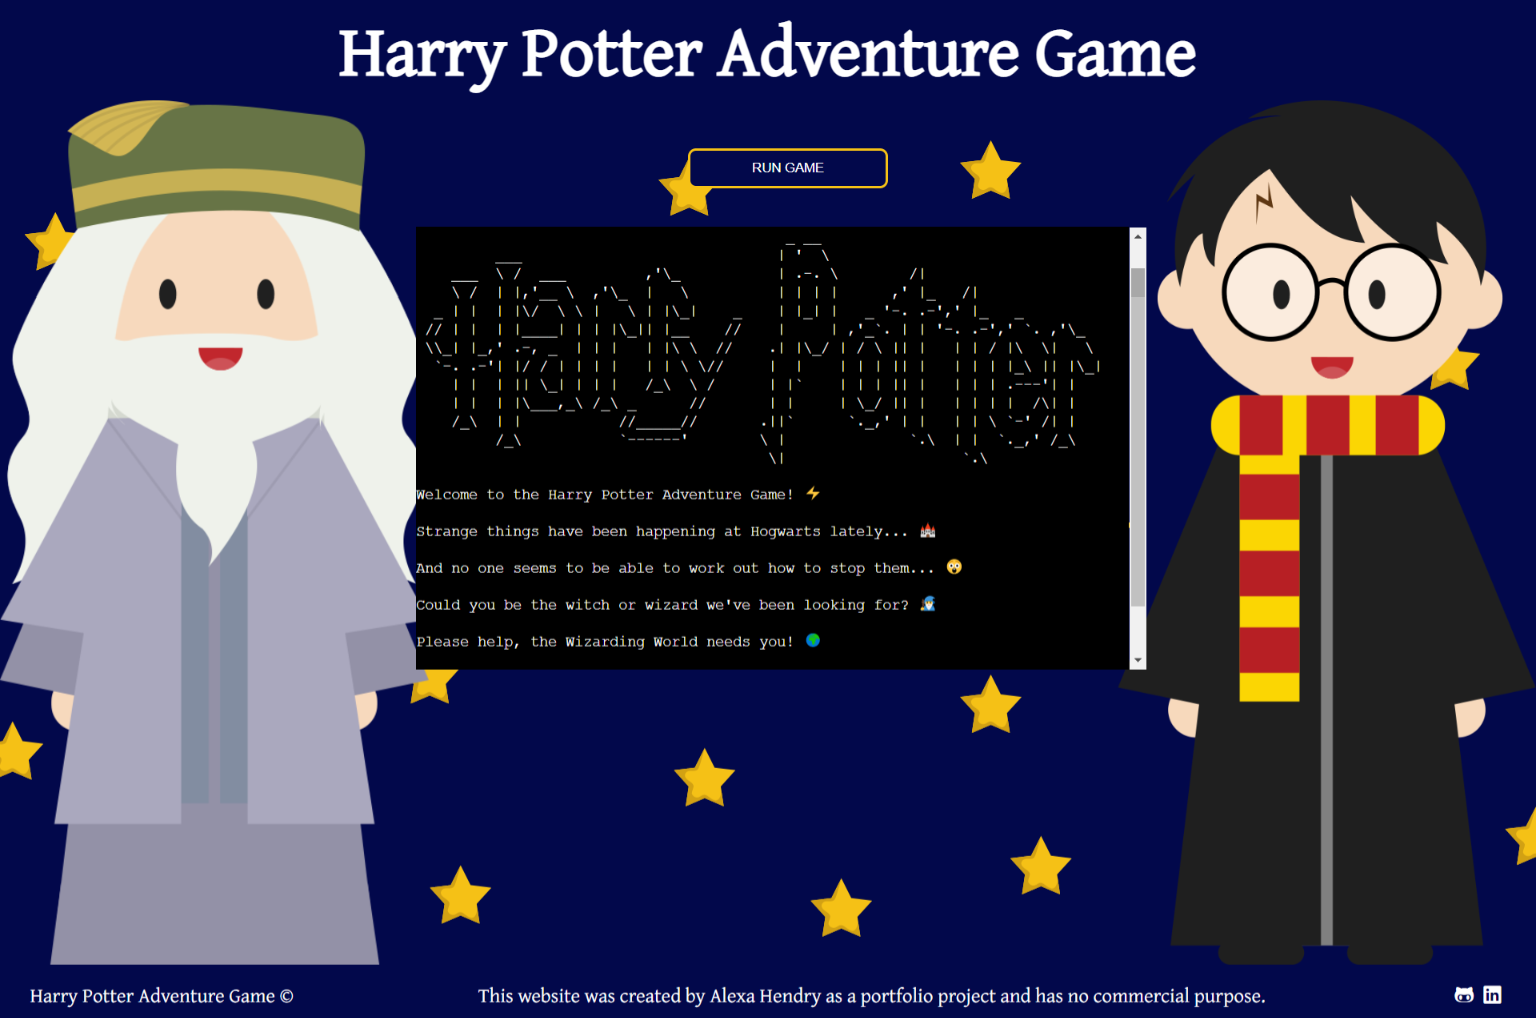 Harry Potter Adventure Game
RUN GAME
Harry Potter
Welcome to the Harry Potter Adventure Game! ⚡
Strange things have been happening at Hogwarts lately... 🏰
And no one seems to be able to work out how to stop them... 😲
Could you be the witch or wizard we've been looking for? 🧙
Please help, the Wizarding World needs you! 🌍
Harry Potter Adventure Game ©
This website was created by Alexa Hendry as a portfolio project and has no commercial purpose.
in